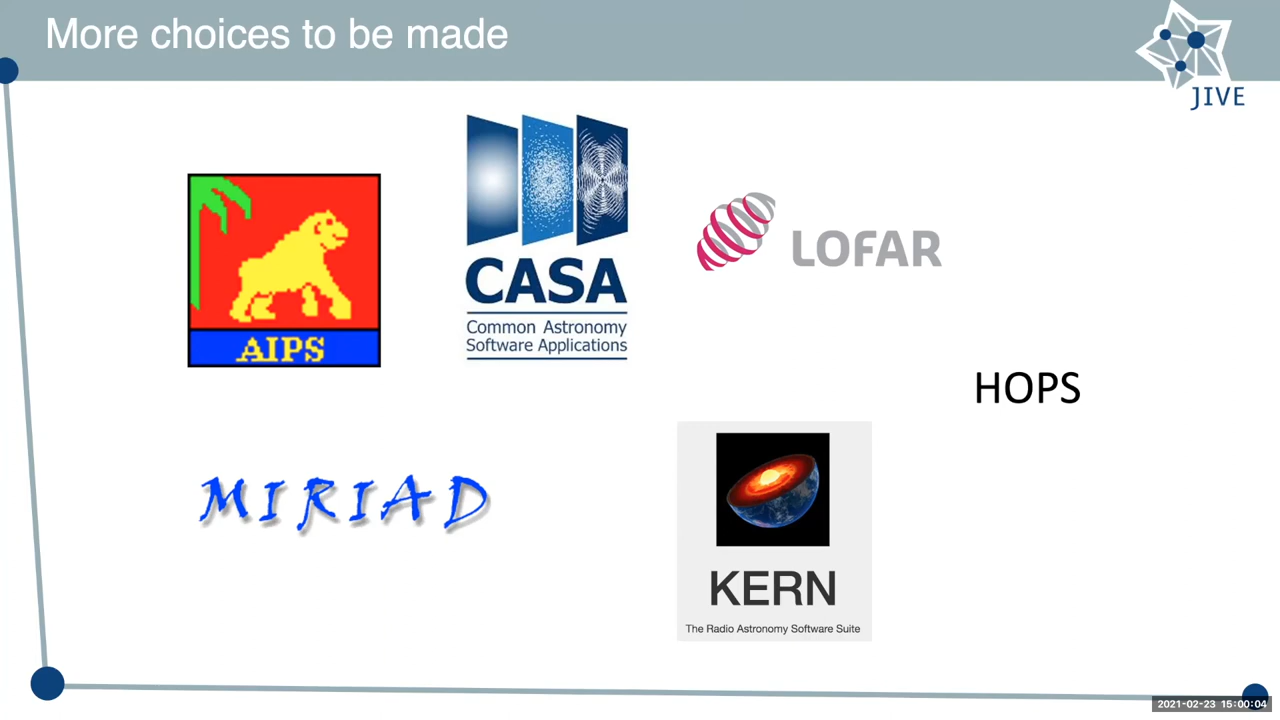 More choices to be made
JIVE
AIPS
CASA
Common Astronomy
Software Applications
LOFAR
HOPS
MIRIAD
KERN
The Radio Astronomy Software Suite
2021-02-23 15:00:04